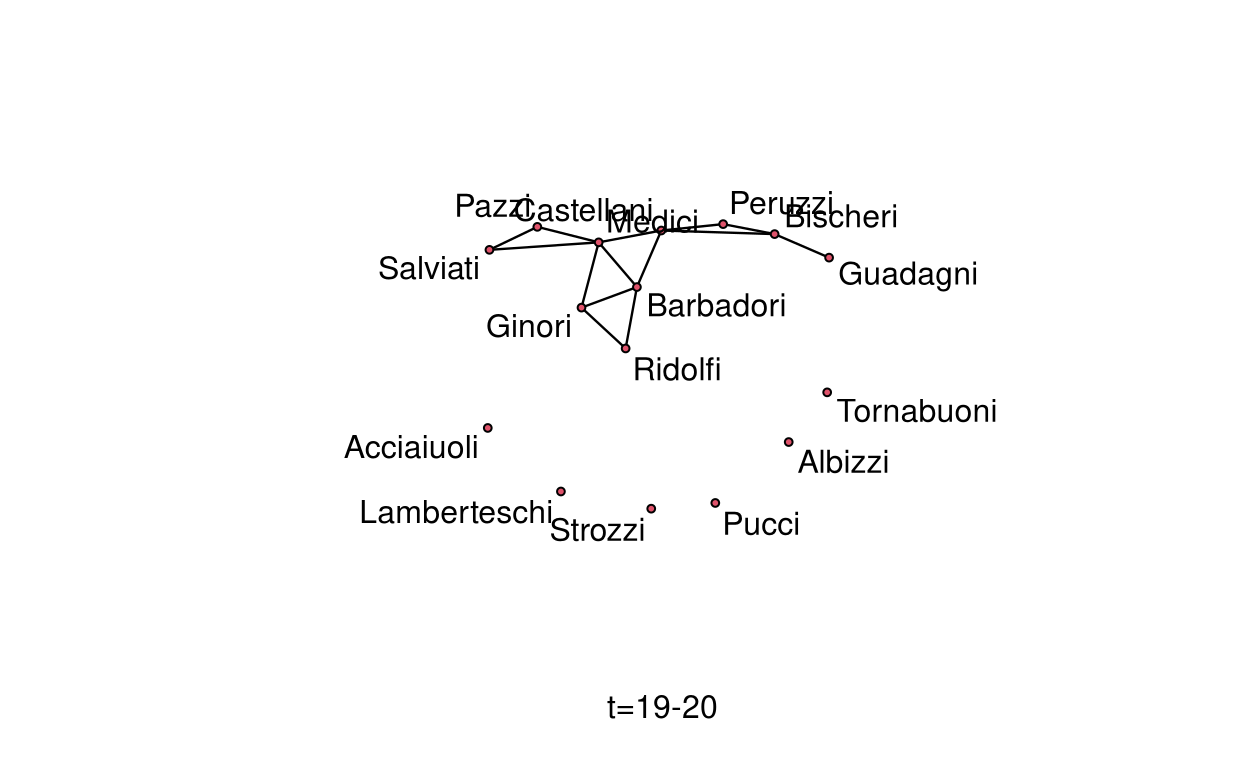 Peruzzi
Pazzi
Castellani
Medici
Bischeri
Salviati
Guadagni
Barbadori
Ginori
Ridolfi
Tornabuoni
Acciaiuoli
Albizzi
Lamberteschi
Strozzi
Pucci
t=19-20